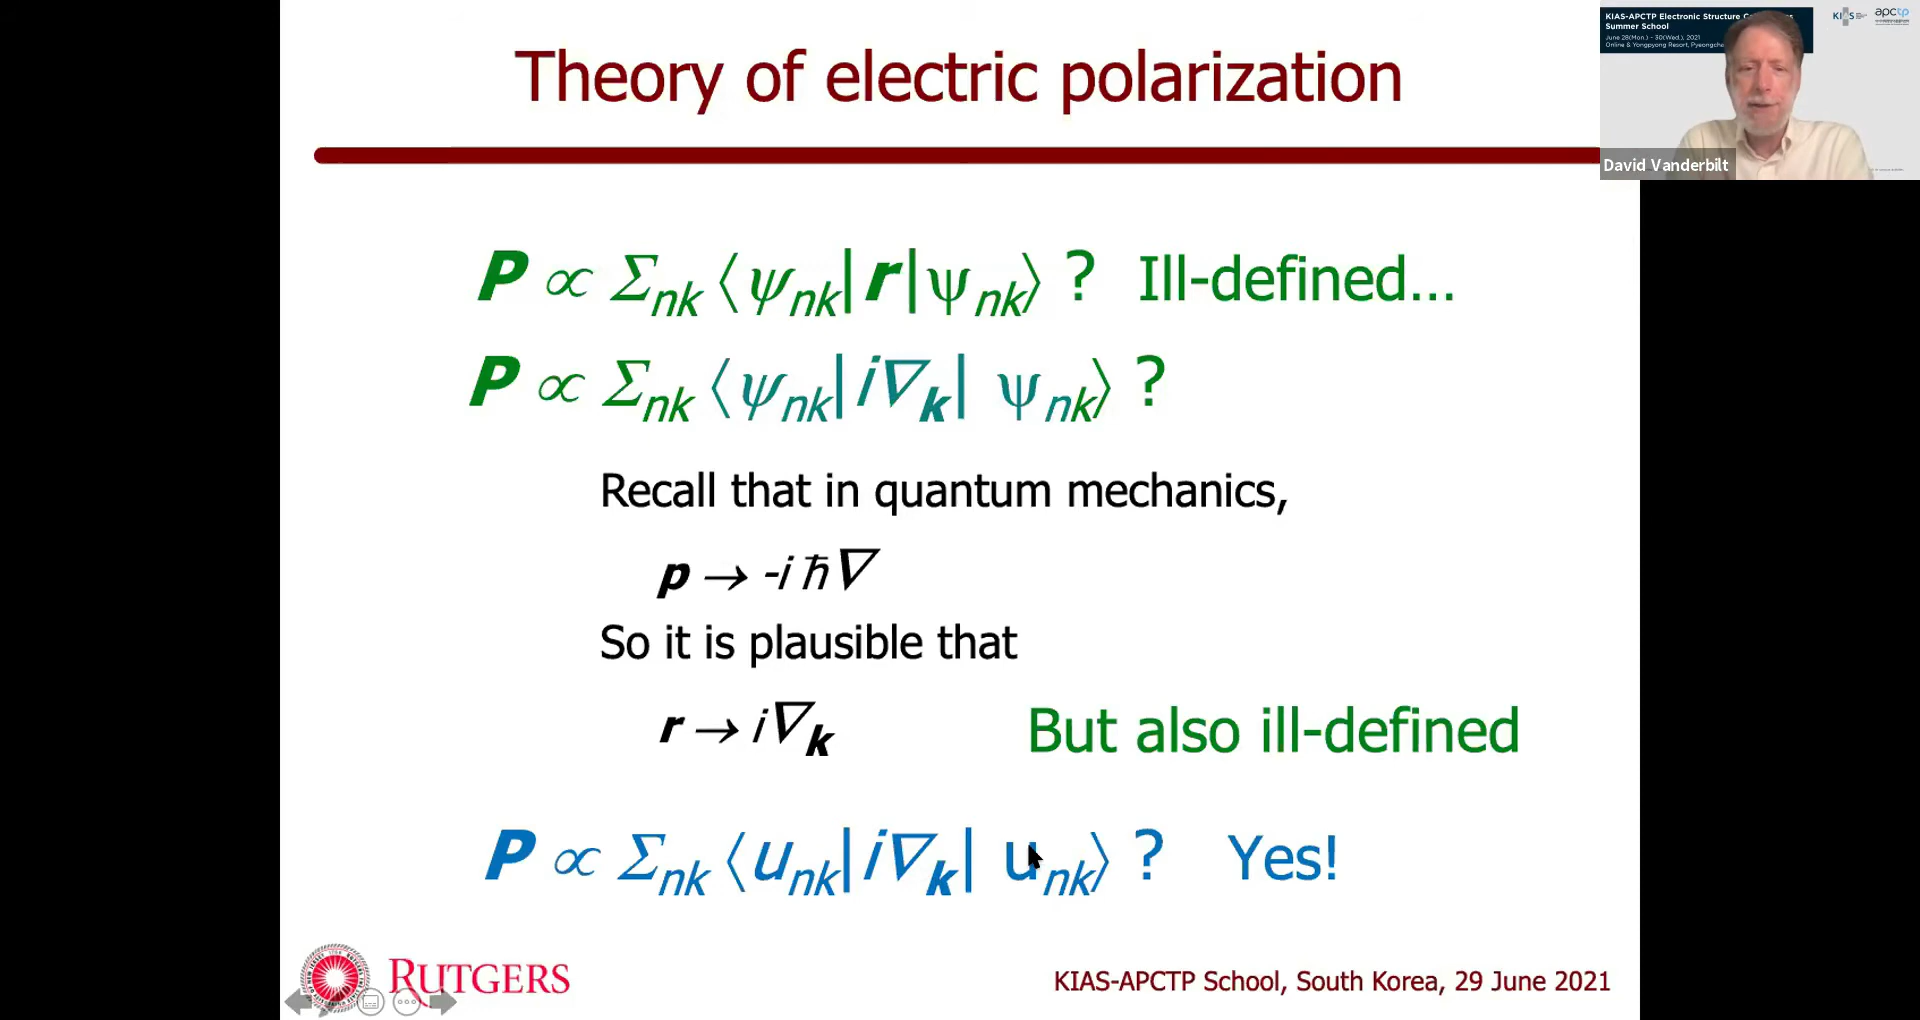 Theory of electric polarization
KIAS-APCTP Electronic Structure
Summer School
June 28(Mon.) - 30(Wed.), 2021
Online & Yongpyong Resort,
KIAS
apctp
David Vanderbilt
P ∝ Σnk ⟨ψnk|r|ψnk⟩ ? Ill-defined...
P ∝ Σnk ⟨ψnk|i∇k| ψnk⟩ ?
Recall that in quantum mechanics,
p → -i ħ∇
So it is plausible that
r → i∇k
But also ill-defined
P ∝ Σnk ⟨unk|i∇k| unk⟩ ? Yes!
RUTGERS
KIAS-APCTP School, South Korea, 29 June 2021